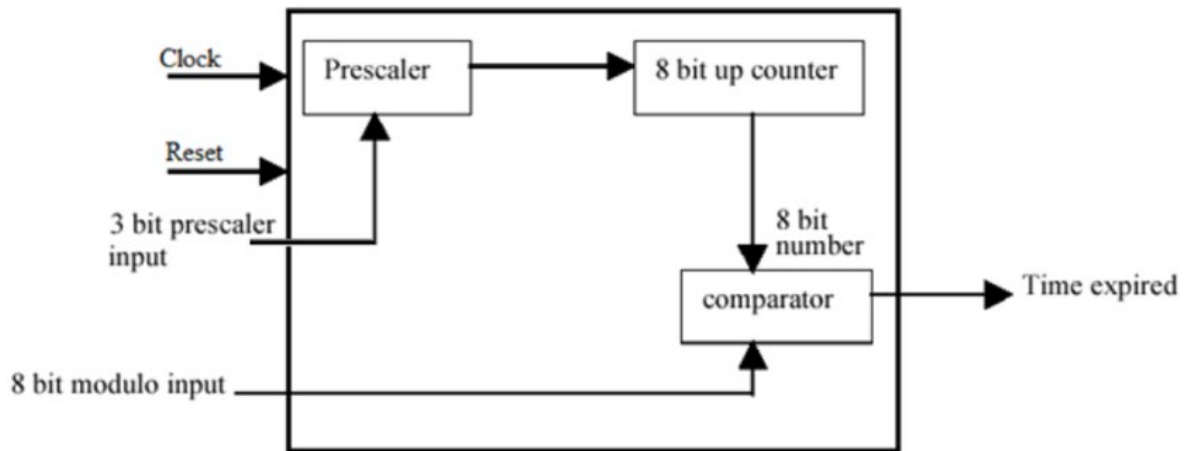 Clock
Prescaler
8 bit up counter
Reset
3 bit prescaler
input
8 bit
number
comparator
Time expired
8 bit modulo input